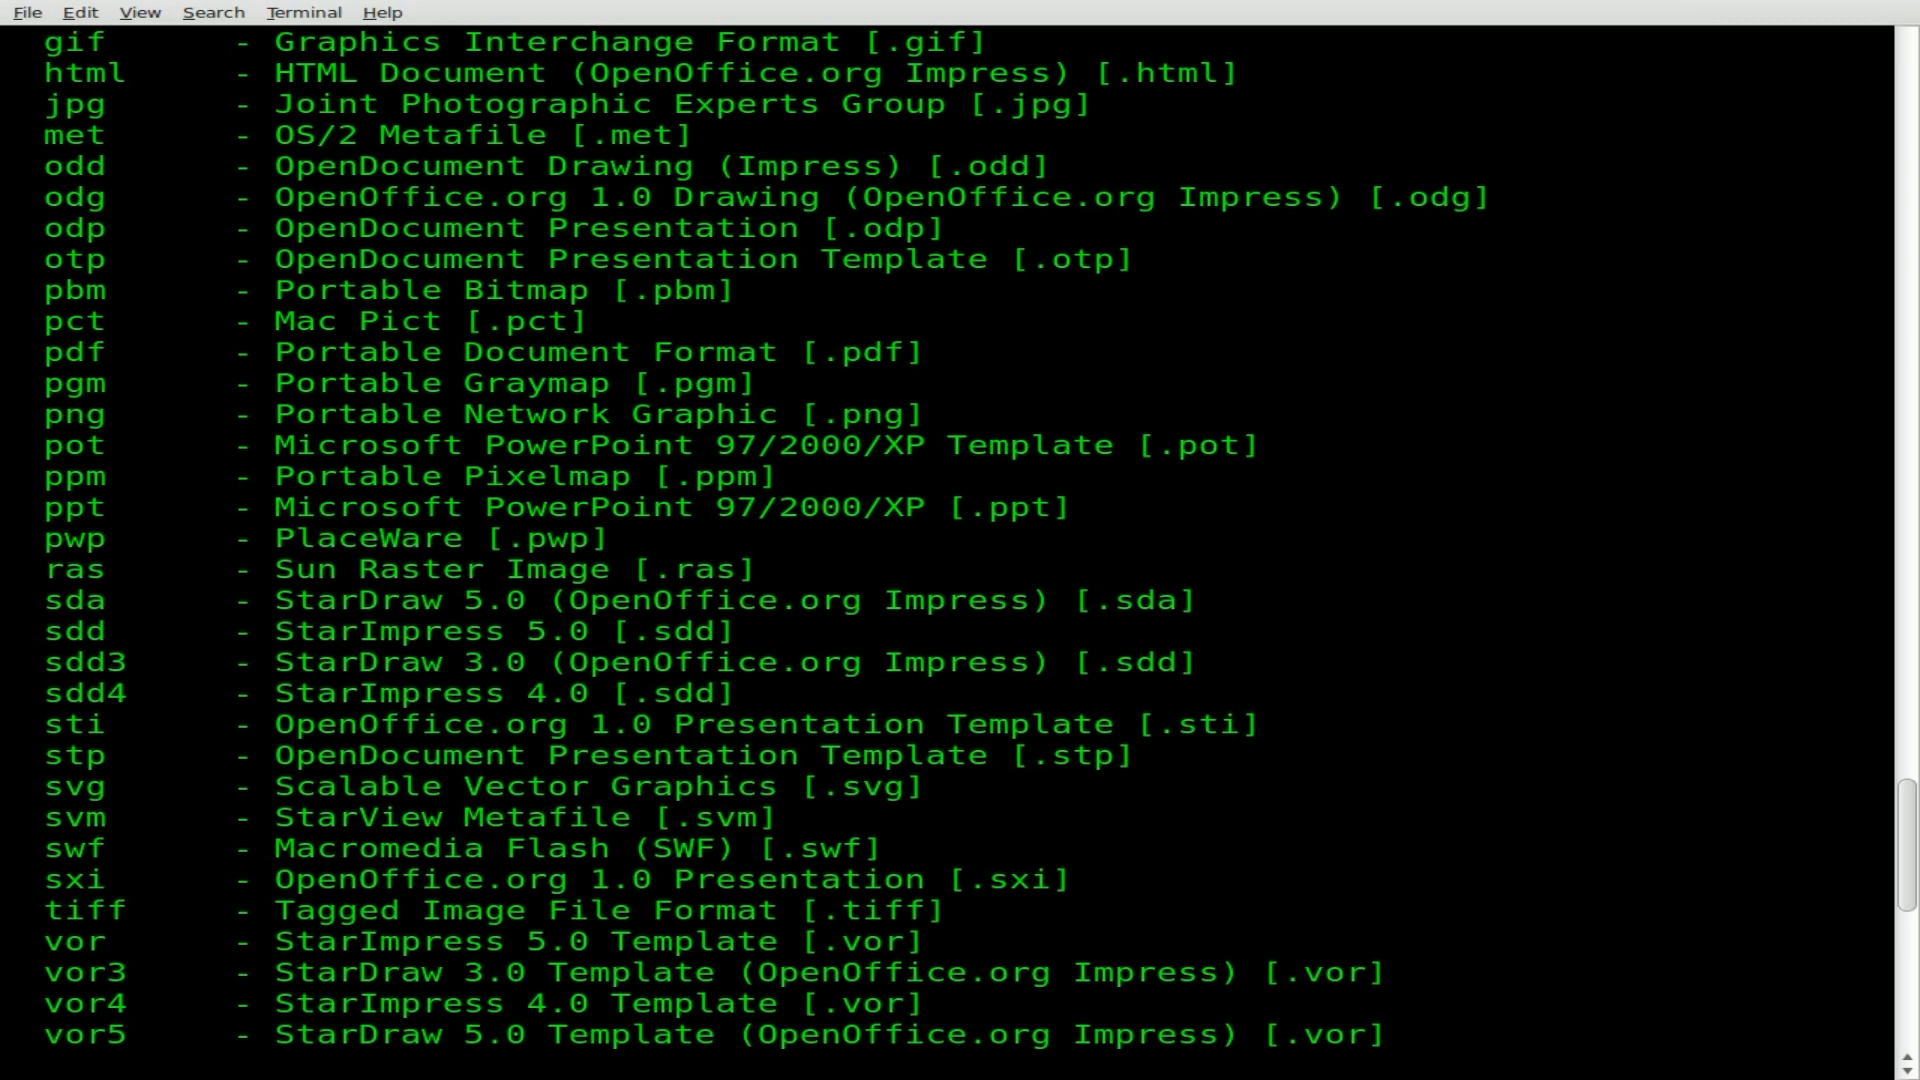 File Edit View Search Terminal Help
gif - Graphics Interchange Format [.gif]
html - HTML Document (OpenOffice.org Impress) [.html]
jpg - Joint Photographic Experts Group [.jpg]
met - OS/2 Metafile [.met]
odd - OpenDocument Drawing (Impress) [.odd]
odg - OpenOffice.org 1.0 Drawing (OpenOffice.org Impress) [.odg]
odp - OpenDocument Presentation [.odp]
otp - OpenDocument Presentation Template [.otp]
pbm - Portable Bitmap [.pbm]
pct - Mac Pict [.pct]
pdf - Portable Document Format [.pdf]
pgm - Portable Graymap [.pgm]
png - Portable Network Graphic [.png]
pot - Microsoft PowerPoint 97/2000/XP Template [.pot]
ppm - Portable Pixelmap [.ppm]
ppt - Microsoft PowerPoint 97/2000/XP [.ppt]
pwp - PlaceWare [.pwp]
ras - Sun Raster Image [.ras]
sda - StarDraw 5.0 (OpenOffice.org Impress) [.sda]
sdd - StarImpress 5.0 [.sdd]
sdd3 - StarDraw 3.0 (OpenOffice.org Impress) [.sdd]
sdd4 - StarImpress 4.0 [.sdd]
sti - OpenOffice.org 1.0 Presentation Template [.sti]
stp - OpenDocument Presentation Template [.stp]
svg - Scalable Vector Graphics [.svg]
svm - StarView Metafile [.svm]
swf - Macromedia Flash (SWF) [.swf]
sxi - OpenOffice.org 1.0 Presentation [.sxi]
tiff - Tagged Image File Format [.tiff]
vor - StarImpress 5.0 Template [.vor]
vor3 - StarDraw 3.0 Template (OpenOffice.org Impress) [.vor]
vor4 - StarImpress 4.0 Template [.vor]
vor5 - StarDraw 5.0 Template (OpenOffice.org Impress) [.vor]